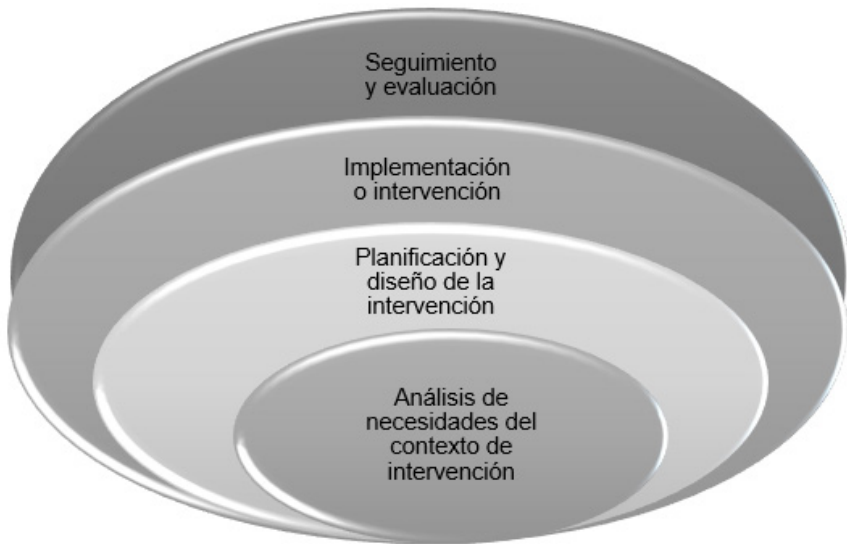 Seguimiento
y evaluación
Implementación
o intervención
Planificación y
diseño de la
intervención
Análisis de
necesidades del
contexto de
intervención